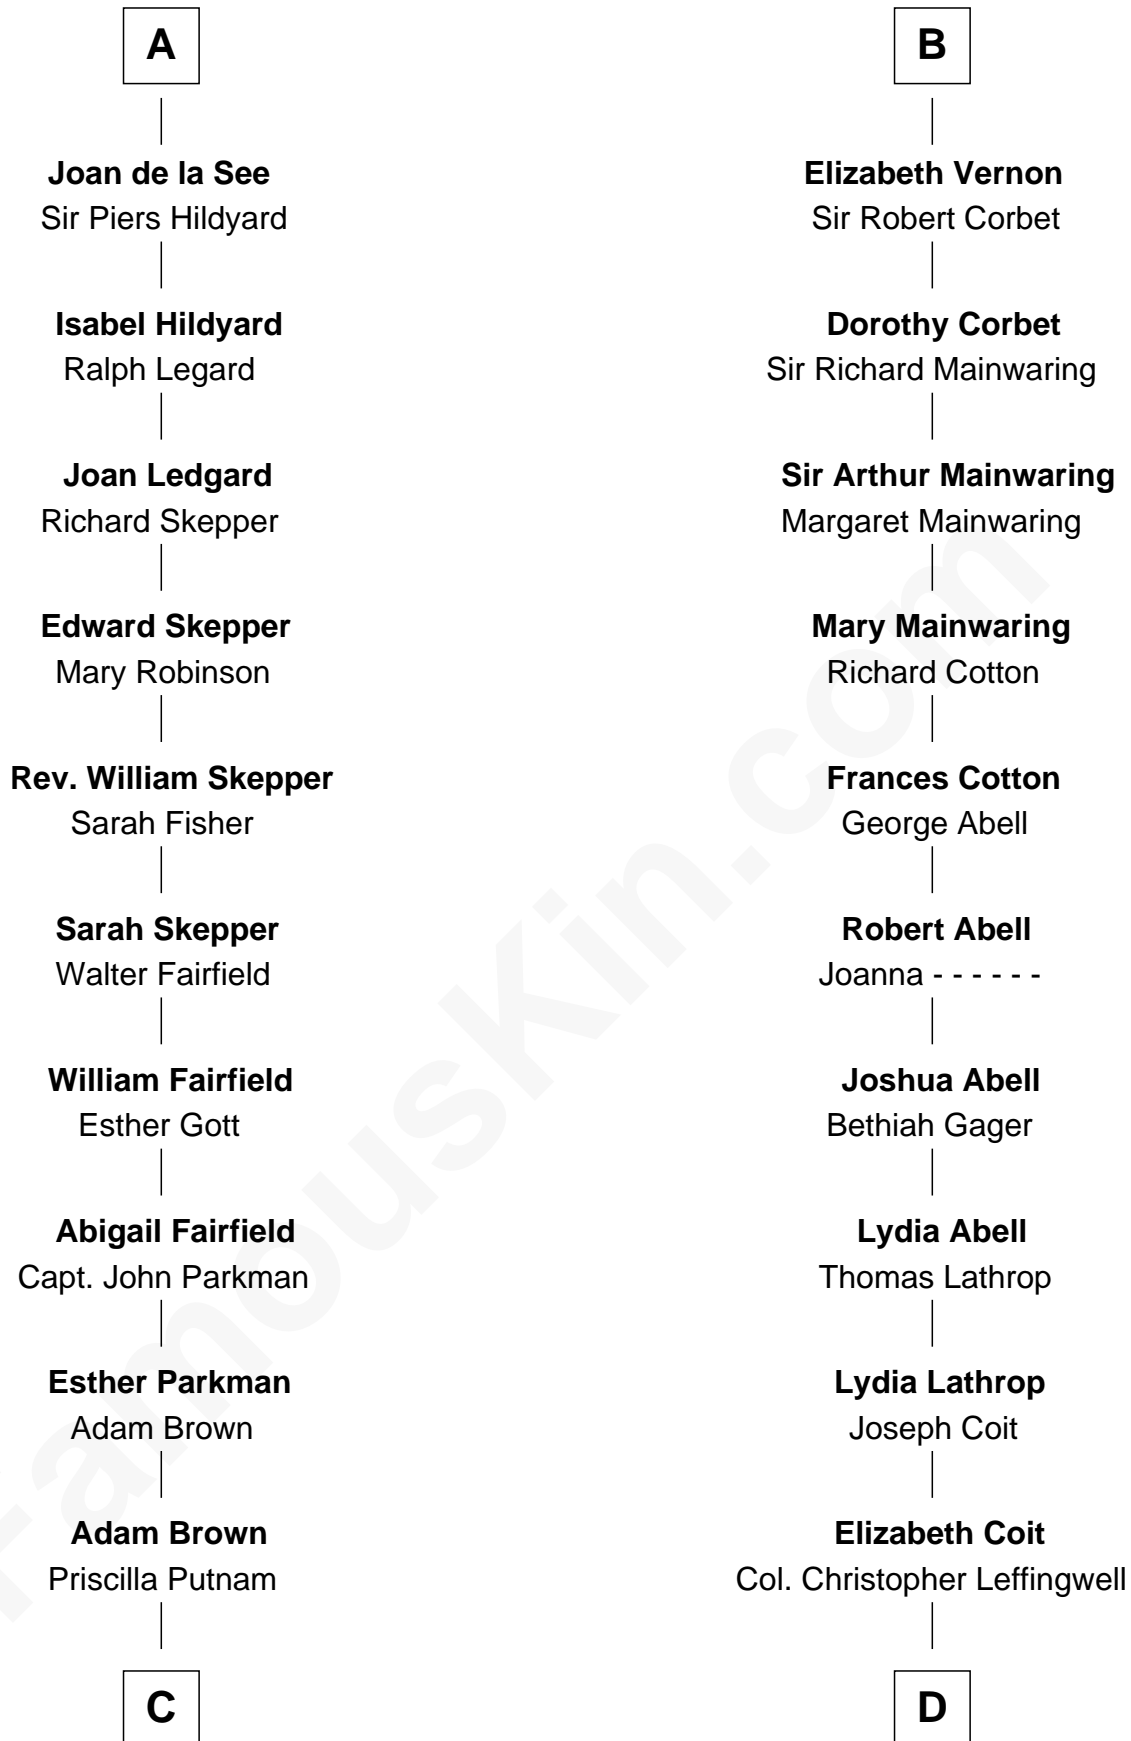 A
Joan de la See
Sir Piers Hildyard
Isabel Hildyard
Ralph Legard
Joan Ledgard
Richard Skepper
Edward Skepper
Mary Robinson
Rev. William Skepper
Sarah Fisher
Sarah Skepper
Walter Fairfield
William Fairfield
Esther Gott
Abigail Fairfield
Capt. John Parkman
Esther Parkman
Adam Brown
Adam Brown
Priscilla Putnam
C
B
Elizabeth Vernon
Sir Robert Corbet
Dorothy Corbet
Sir Richard Mainwaring
Sir Arthur Mainwaring
Margaret Mainwaring
Mary Mainwaring
Richard Cotton
Frances Cotton
George Abell
Robert Abell
Joanna - - - - - -
Joshua Abell
Bethiah Gager
Lydia Abell
Thomas Lathrop
Lydia Lathrop
Joseph Coit
Elizabeth Coit
Col. Christopher Leffingwell
D
FamousKin.com